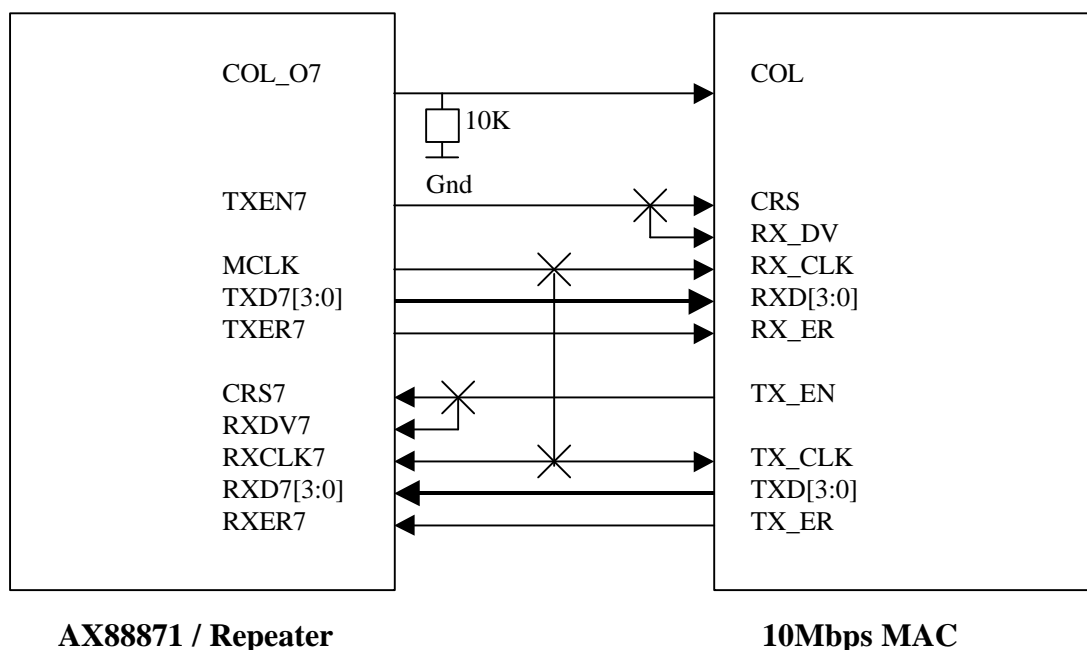 COL_O7 COL
10K
Gnd
TXEN7 CRS
RX_DV
MCLK RX_CLK
TXD7[3:0] RXD[3:0]
TXER7 RX_ER
CRS7 TX_EN
RXDV7
RXCLK7 TX_CLK
RXD7[3:0] TXD[3:0]
RXER7 TX_ER
AX88871 / Repeater 10Mbps MAC